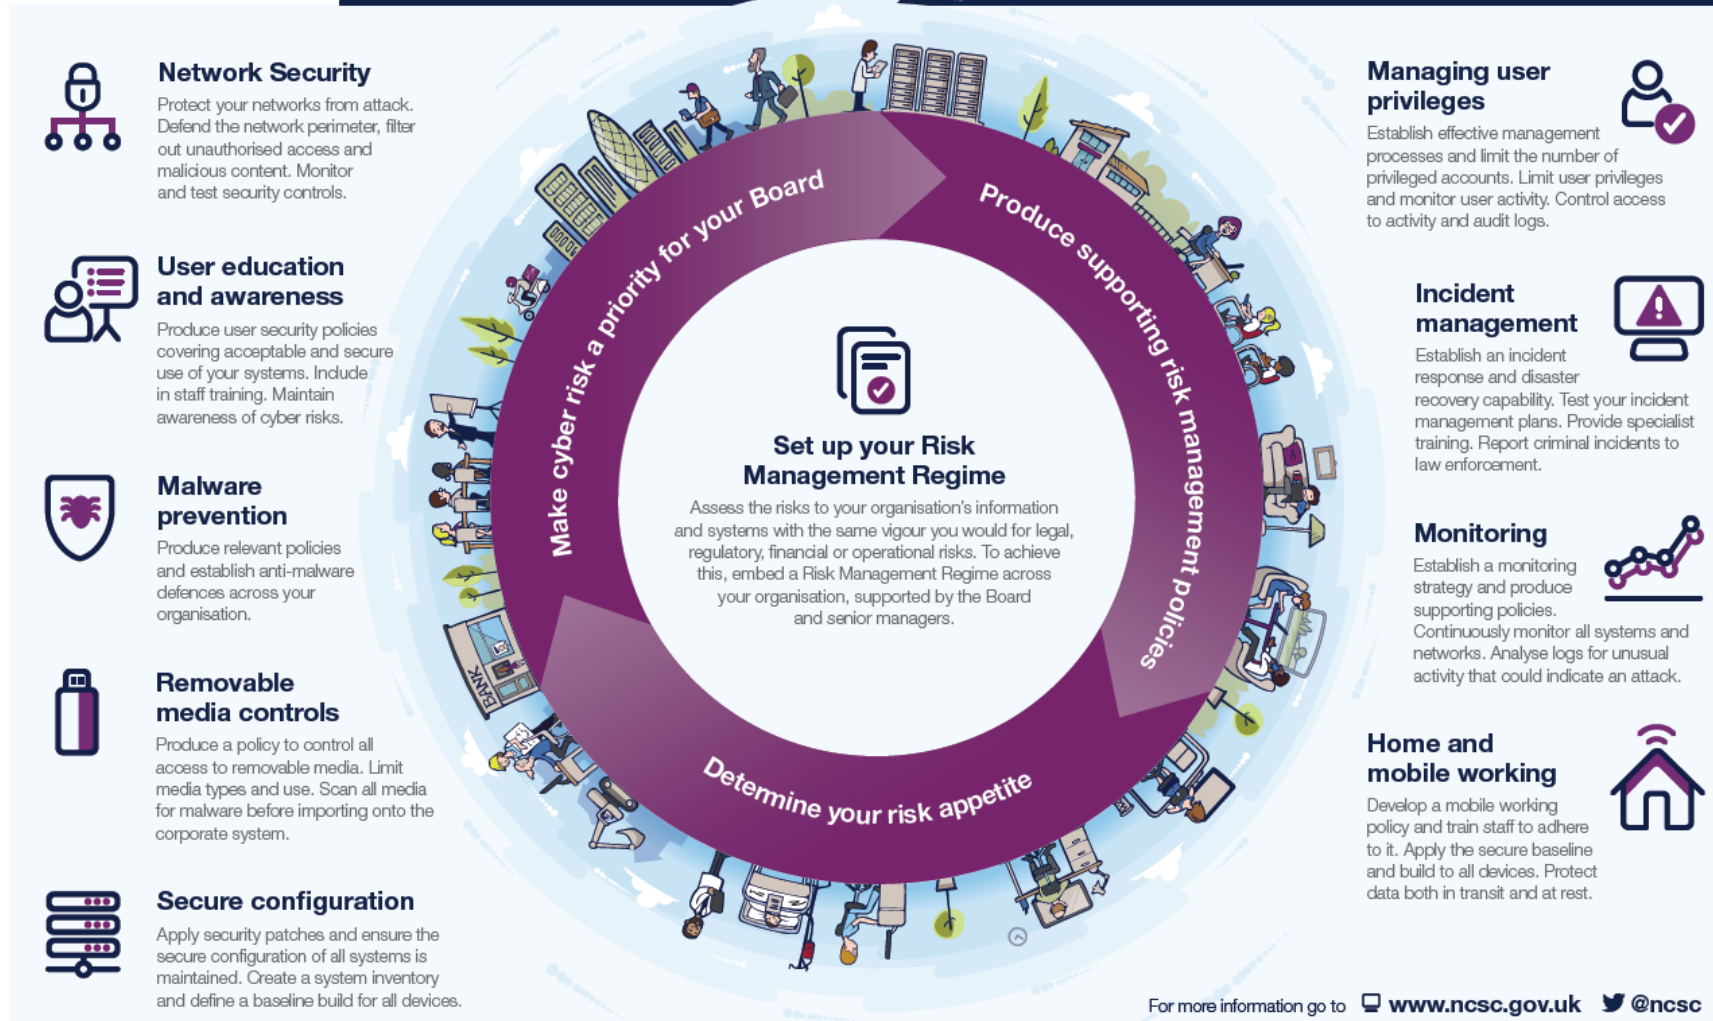 Network Security
Protect your networks from attack.
Defend the network perimeter, filter
out unauthorised access and
malicious content. Monitor
and test security controls.
User education
and awareness
Produce user security policies
covering acceptable and secure
use of your systems. Include
in staff training. Maintain
awareness of cyber risks.
Malware
prevention
Produce relevant policies
and establish anti-malware
defences across your
organisation.
Removable
media controls
Produce a policy to control all
access to removable media. Limit
media types and use. Scan all media
for malware before importing onto the
corporate system.
Secure configuration
Apply security patches and ensure the
secure configuration of all systems is
maintained. Create a system inventory
and define a baseline build for all devices.
Make cyber risk a priority for your Board
Produce supporting risk management policies
Determine your risk appetite
BANK
Set up your Risk
Management Regime
Assess the risks to your organisation's information
and systems with the same vigour you would for legal,
regulatory, financial or operational risks. To achieve
this, embed a Risk Management Regime across
your organisation, supported by the Board
and senior managers.
Managing user
privileges
Establish effective management
processes and limit the number of
privileged accounts. Limit user privileges
and monitor user activity. Control access
to activity and audit logs.
Incident
management
Establish an incident
response and disaster
recovery capability. Test your incident
management plans. Provide specialist
training. Report criminal incidents to
law enforcement.
Monitoring
Establish a monitoring
strategy and produce
supporting policies.
Continuously monitor all systems and
networks. Analyse logs for unusual
activity that could indicate an attack.
Home and
mobile working
Develop a mobile working
policy and train staff to adhere
to it. Apply the secure baseline
and build to all devices. Protect
data both in transit and at rest.
For more information go to www.ncsc.gov.uk @ncsc